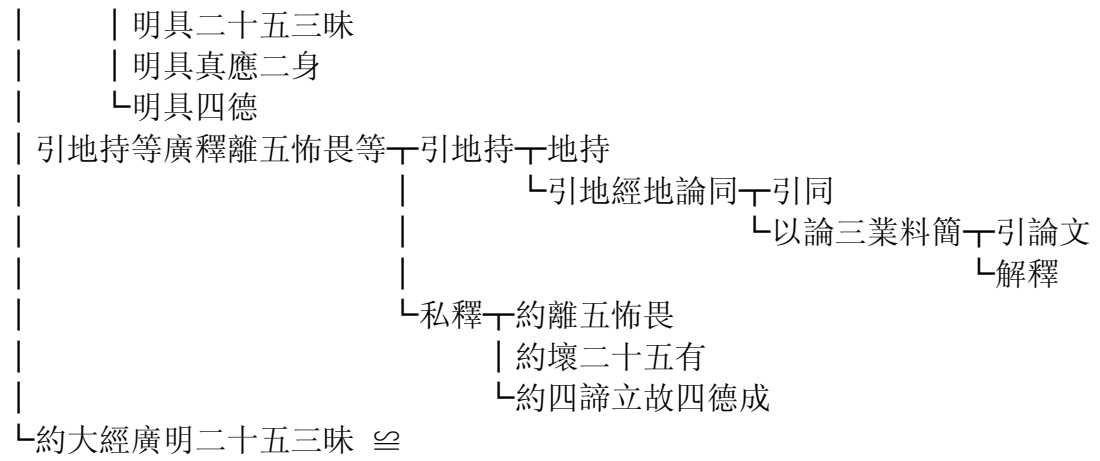 明具二十五三昧
明具真應二身
明具四德
引地持等廣釋離五怖畏等 引地持 地持
引地經地論同 引同
以論三業料簡 引論文
解釋
私釋 約離五怖畏
約壞二十五有
約四諦立故四德成
約大經廣明二十五三昧